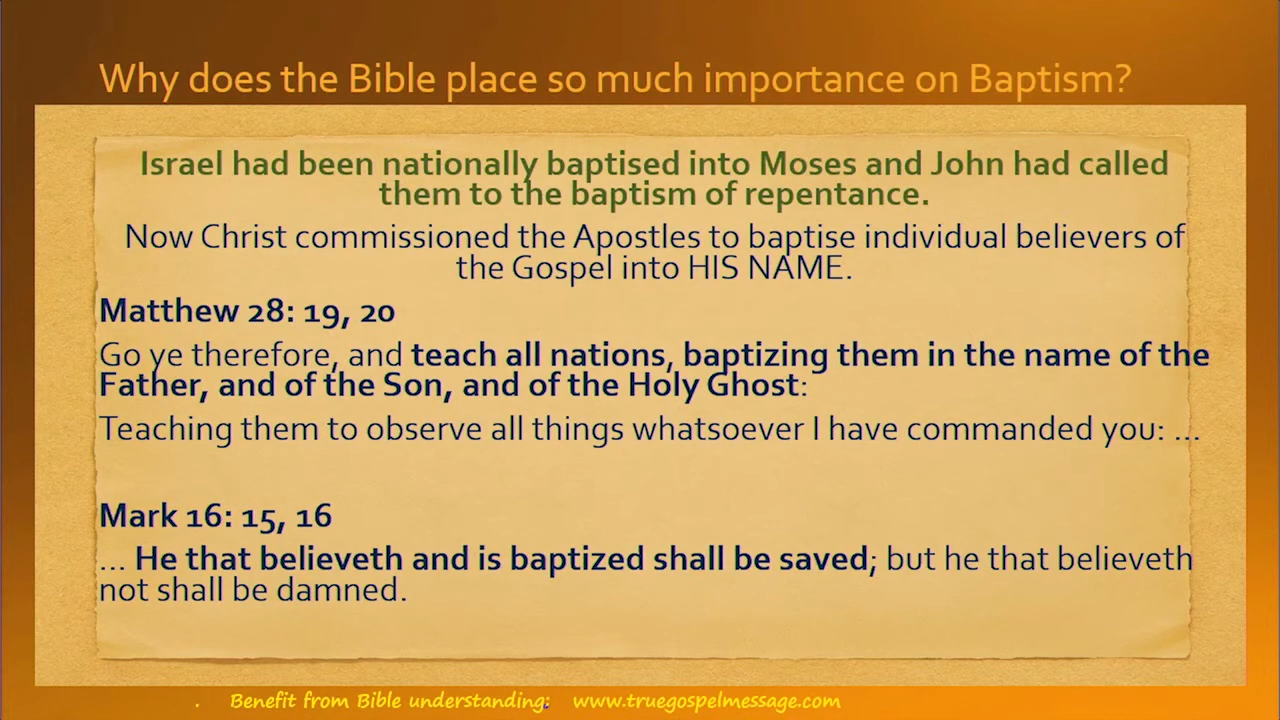 Why does the Bible place so much importance on Baptism?
Israel had been nationally baptised into Moses and John had called
them to the baptism of repentance.
Now Christ commissioned the Apostles to baptise individual believers of
the Gospel into HIS NAME.
Matthew 28: 19, 20
Go ye therefore, and teach all nations, baptizing them in the name of the
Father, and of the Son, and of the Holy Ghost:
Teaching them to observe all things whatsoever I have commanded you: ...
Mark 16: 15, 16
... He that believeth and is baptized shall be saved; but he that believeth
not shall be damned.
. Benefit from Bible understanding: www.truegospelmessage.com